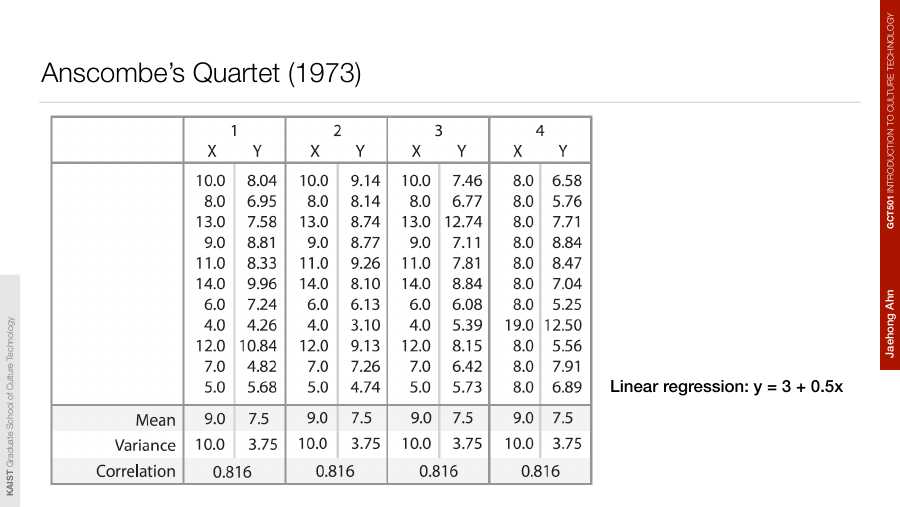 Anscombe's Quartet (1973)
1 2 3 4
X Y X Y X Y X Y
10.0 8.04 10.0 9.14 10.0 7.46 8.0 6.58
8.0 6.95 8.0 8.14 8.0 6.77 8.0 5.76
13.0 7.58 13.0 8.74 13.0 12.74 8.0 7.71
9.0 8.81 9.0 8.77 9.0 7.11 8.0 8.84
11.0 8.33 11.0 9.26 11.0 7.81 8.0 8.47
14.0 9.96 14.0 8.10 14.0 8.84 8.0 7.04
6.0 7.24 6.0 6.13 6.0 6.08 8.0 5.25
4.0 4.26 4.0 3.10 4.0 5.39 19.0 12.50
12.0 10.84 12.0 9.13 12.0 8.15 8.0 5.56
7.0 4.82 7.0 7.26 7.0 6.42 8.0 7.91
5.0 5.68 5.0 4.74 5.0 5.73 8.0 6.89
Mean 9.0 7.5 9.0 7.5 9.0 7.5 9.0 7.5
Variance 10.0 3.75 10.0 3.75 10.0 3.75 10.0 3.75
Correlation 0.816 0.816 0.816 0.816
Linear regression: y = 3 + 0.5x
KAIST Graduate School of Culture Technology
GCT501 INTRODUCTION TO CULTURE TECHNOLOGY
Jaehong Ahn